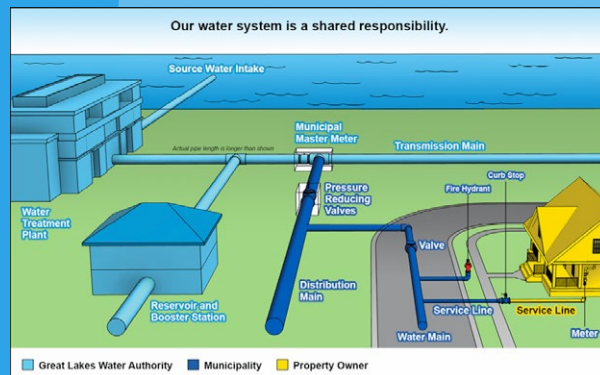 Our water system is a shared responsibility.
Source Water Intake
Municipal
Master Meter
Actual pipe length is longer than shown
Transmission Main
Curb Stop
Fire Hydrant
Pressure
Reducing
Valves
Water
Treatment
Plant
Valve
Distribution
Main
Reservoir and
Booster Station
Service Line
Service Line
Water Main
Meter
Great Lakes Water Authority
Municipality
Property Owner